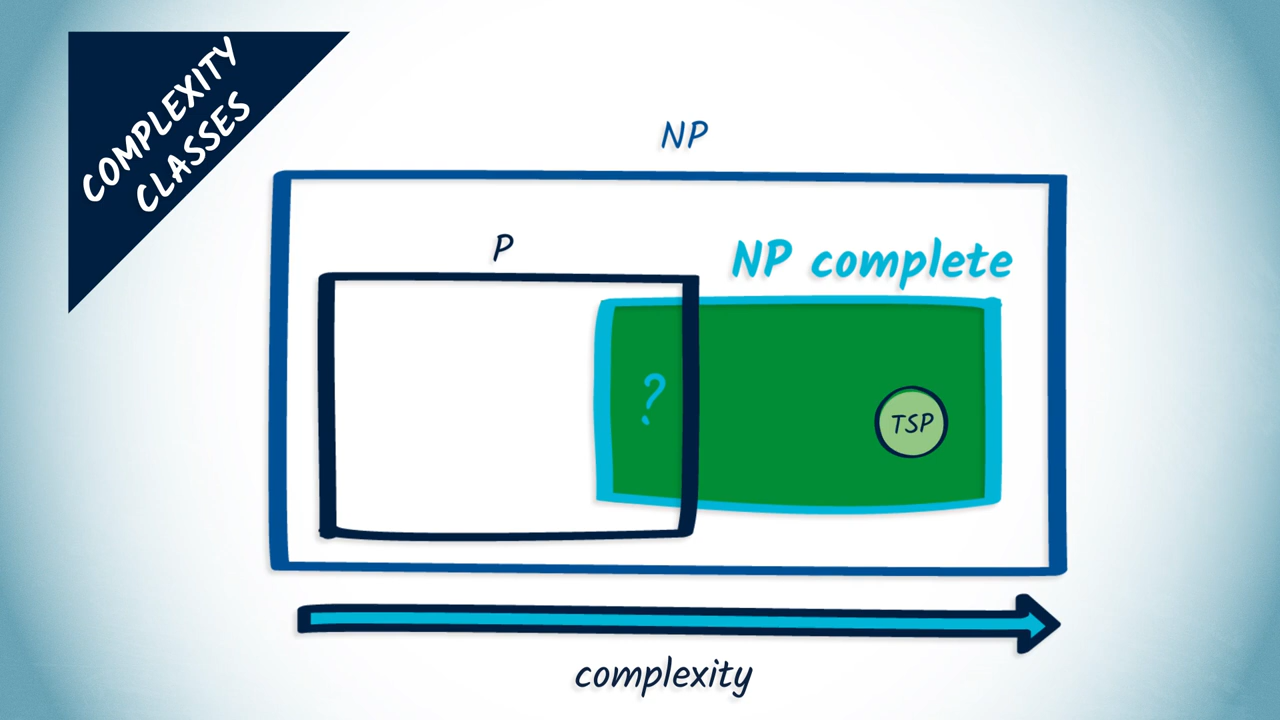 COMPLEXITY
CLASSES
NP
P
NP complete
?
TSP
complexity